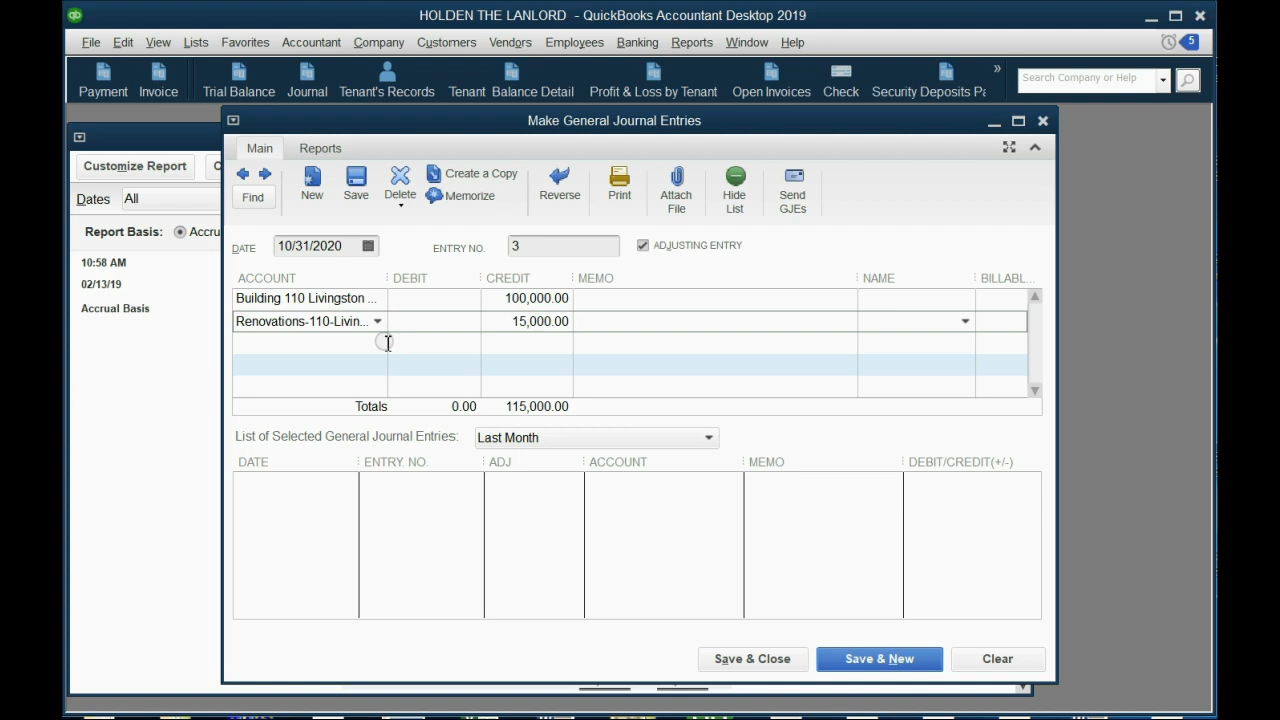 HOLDEN THE LANLORD - QuickBooks Accountant Desktop 2019
File Edit View Lists Favorites Accountant Company Customers Vendors Employees Banking Reports Window Help
5
Payment Invoice Trial Balance Journal Tenant's Records Tenant Balance Detail Profit & Loss by Tenant Open Invoices Check Security Deposits Pa
»
Search Company or Help
Make General Journal Entries
Main Reports
Customize Report C
Dates All
Report Basis: Accru
10:58 AM
02/13/19
Accrual Basis
Find
New
Save
Delete
Create a Copy
Memorize
Reverse
Print
Attach File
Hide List
Send GJEs
DATE 10/31/2020 ENTRY NO. 3 ADJUSTING ENTRY
ACCOUNT DEBIT CREDIT MEMO NAME BILLABL...
Building 110 Livingston ... 100,000.00
Renovations-110-Livin... 15,000.00
Totals 0.00 115,000.00
List of Selected General Journal Entries: Last Month
DATE ENTRY. NO. ADJ ACCOUNT MEMO DEBIT/CREDIT(+/-)
Save & Close Save & New Clear